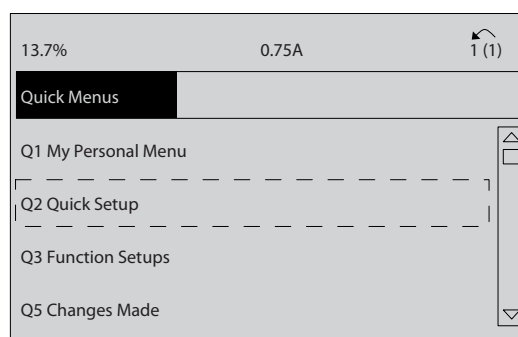 13.7% 0.75A 1 (1)
Quick Menus
Q1 My Personal Menu
Q2 Quick Setup
Q3 Function Setups
Q5 Changes Made